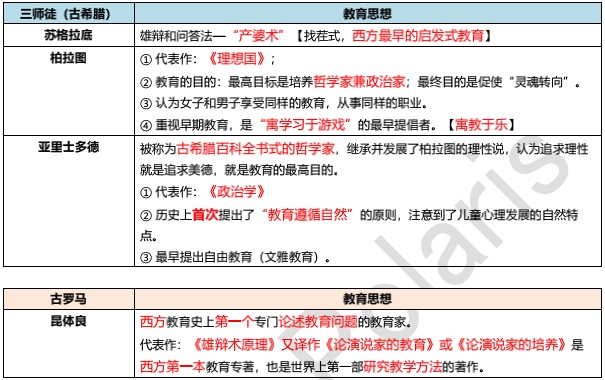 三师徒（古希腊） 教育思想
苏格拉底 雄辩和问答法—“产婆术”【找茬式，西方最早的启发式教育】
柏拉图 ① 代表作：《理想国》；
② 教育的目的：最高目标是培养哲学家兼政治家；最终目的是促使“灵魂转向”。
③ 认为女子和男子享受同样的教育，从事同样的职业。
④ 重视早期教育，是“寓学习于游戏”的最早提倡者。【寓教于乐】
亚里士多德 被称为古希腊百科全书式的哲学家，继承并发展了柏拉图的理性说，认为追求理性
就是追求美德，就是教育的最高目的。
① 代表作：《政治学》
② 历史上首次提出了“教育遵循自然”的原则，注意到了儿童心理发展的自然特
点。
③ 最早提出自由教育（文雅教育）.
古罗马 教育思想
昆体良 西方教育史上第一个专门论述教育问题的教育家。
代表作：《雄辩术原理》又译作《论演说家的教育》或《论演说家的培养》是
西方第一本教育专著，也是世界上第一部研究教学方法的著作。
Polaris